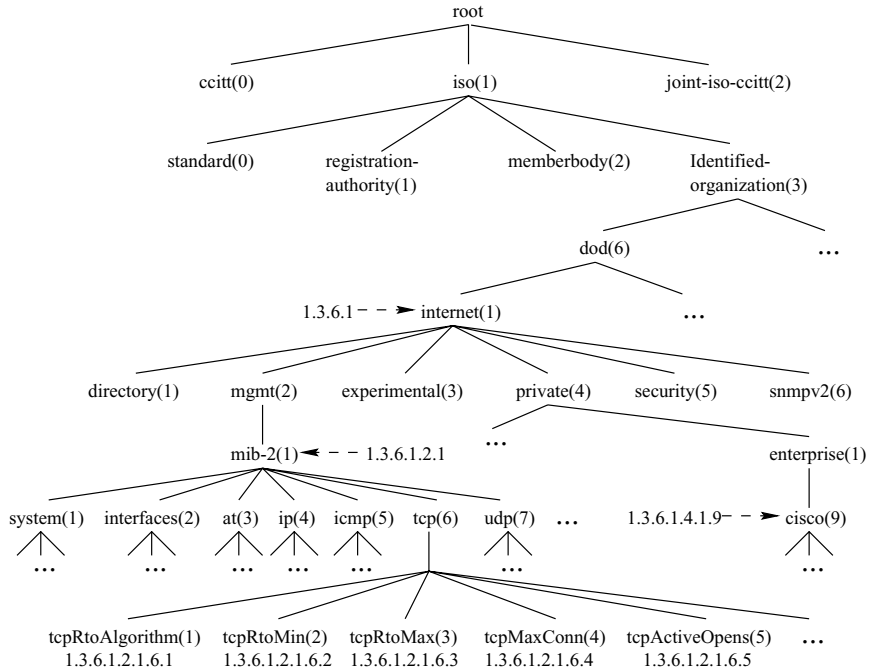 root
ccitt(0) iso(1) joint-iso-ccitt(2)
standard(0) registration-authority(1) memberbody(2) Identified-organization(3)
dod(6) ...
1.3.6.1 internet(1) ...
directory(1) mgmt(2) experimental(3) private(4) security(5) snmpv2(6)
...
mib-2(1) 1.3.6.1.2.1 enterprise(1)
system(1) interfaces(2) at(3) ip(4) icmp(5) tcp(6) udp(7) ... 1.3.6.1.4.1.9 cisco(9)
... ... ... ... ... ... ...
tcpRtoAlgorithm(1) tcpRtoMin(2) tcpRtoMax(3) tcpMaxConn(4) tcpActiveOpens(5) ...
1.3.6.1.2.1.6.1 1.3.6.1.2.1.6.2 1.3.6.1.2.1.6.3 1.3.6.1.2.1.6.4 1.3.6.1.2.1.6.5